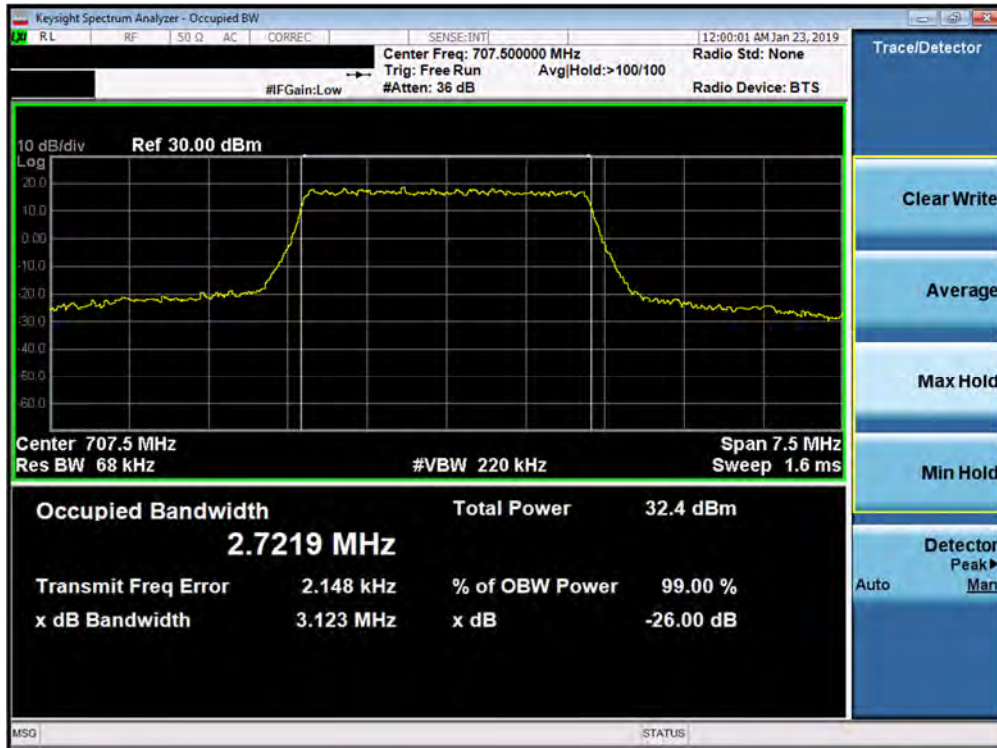 Keysight Spectrum Analyzer - Occupied BW
LXI RL RF 50 Ω AC CORREC SENSE:INT 12:00:01 AM Jan 23, 2019
Center Freq: 707.500000 MHz Radio Std: None
Trig: Free Run Avg|Hold:>100/100
#IFGain:Low #Atten: 36 dB Radio Device: BTS
Trace/Detector
10 dB/div Ref 30.00 dBm
Log
20.0
10.0
0.00
-10.0
-20.0
-30.0
-40.0
-50.0
-60.0
Center 707.5 MHz Span 7.5 MHz
Res BW 68 kHz #VBW 220 kHz Sweep 1.6 ms
Clear Write
Average
Max Hold
Min Hold
Detector
Peak▶
Auto Man
Occupied Bandwidth Total Power 32.4 dBm
2.7219 MHz
Transmit Freq Error 2.148 kHz % of OBW Power 99.00 %
x dB Bandwidth 3.123 MHz x dB -26.00 dB
MSG STATUS